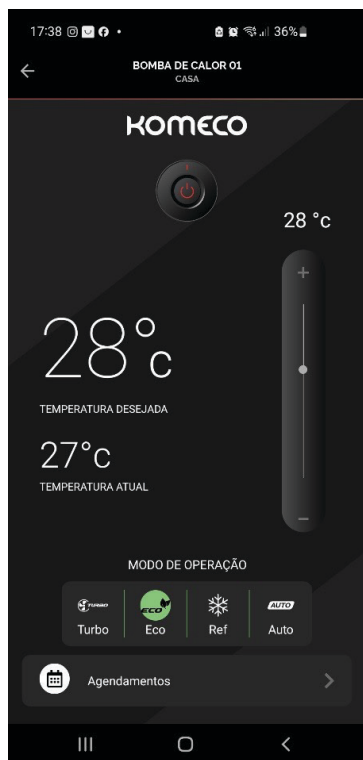 17:38 36%
BOMBA DE CALOR 01
CASA
KOMECO
28 °c
28°c
TEMPERATURA DESEJADA
27°c
TEMPERATURA ATUAL
MODO DE OPERAÇÃO
TURBO ECO AUTO
Turbo Eco Ref Auto
Agendamentos